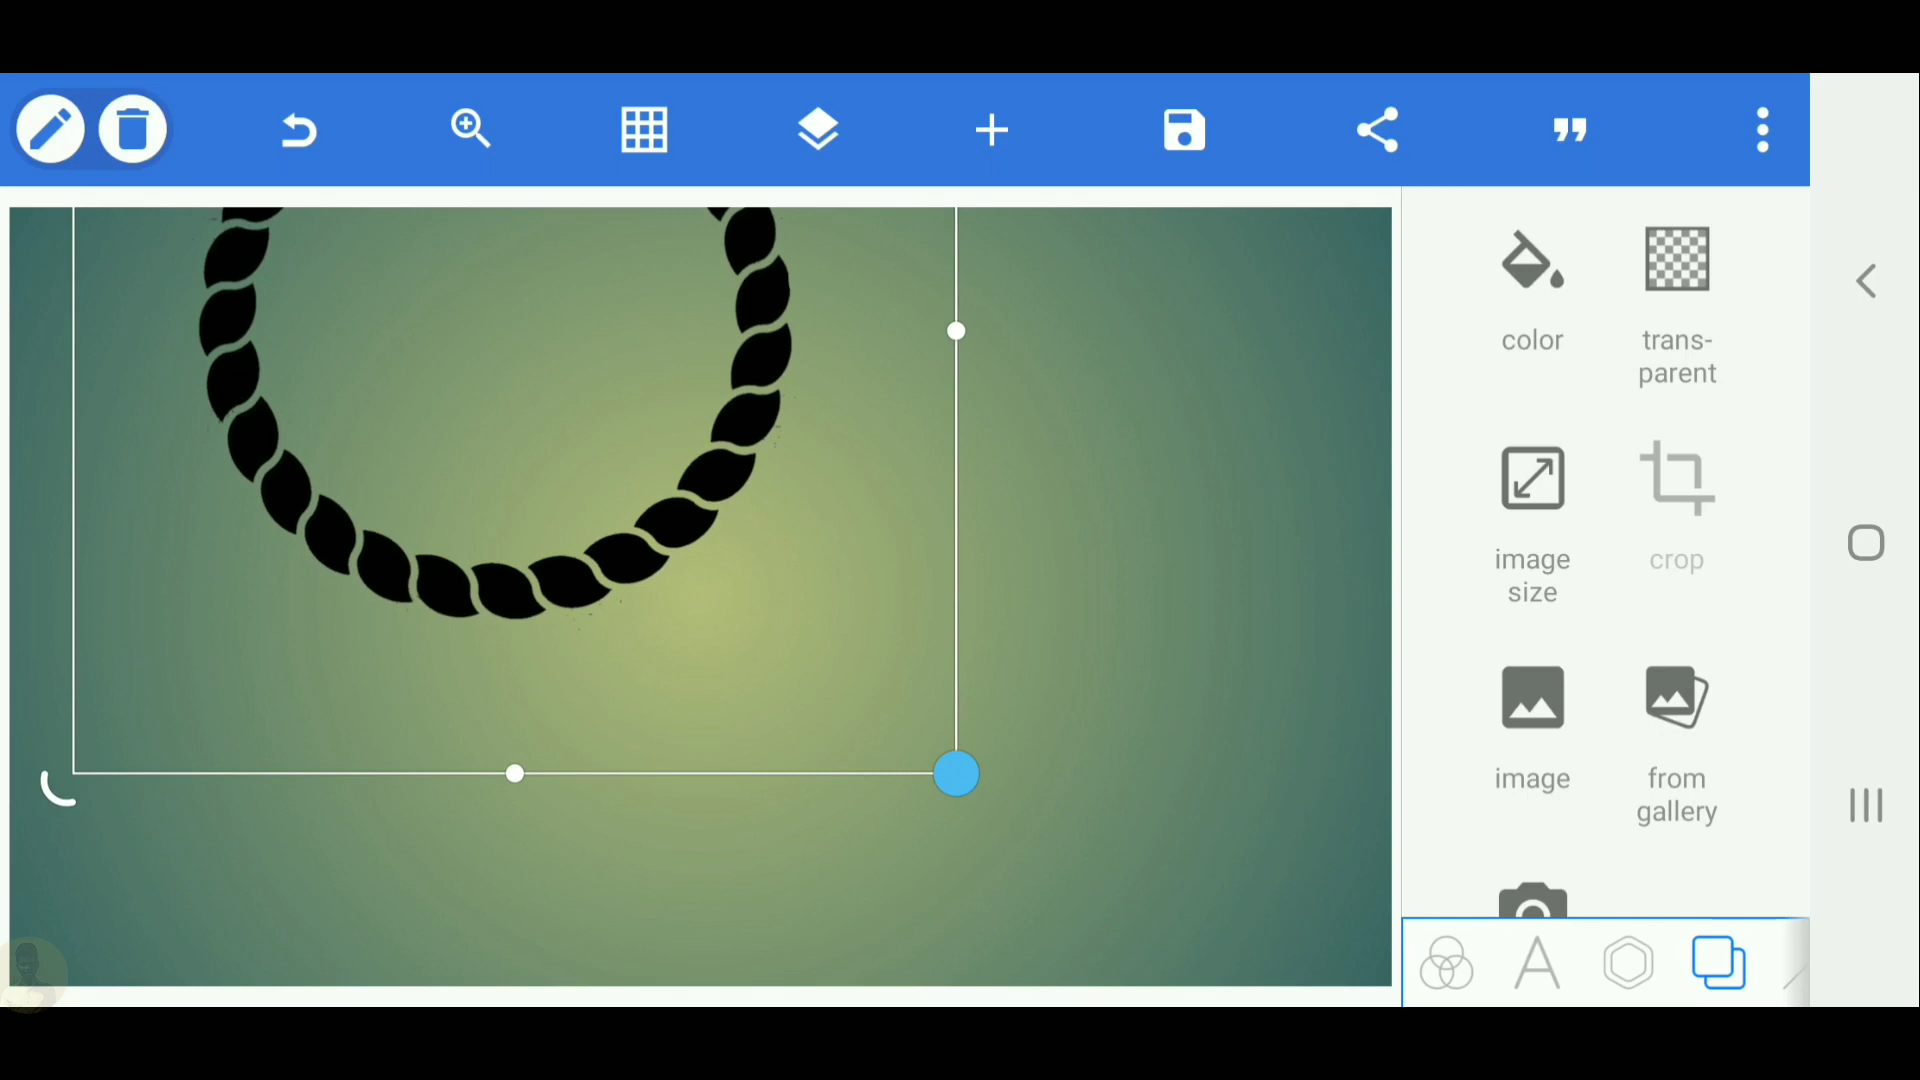 color
trans-
parent
image
size
crop
image
from
gallery